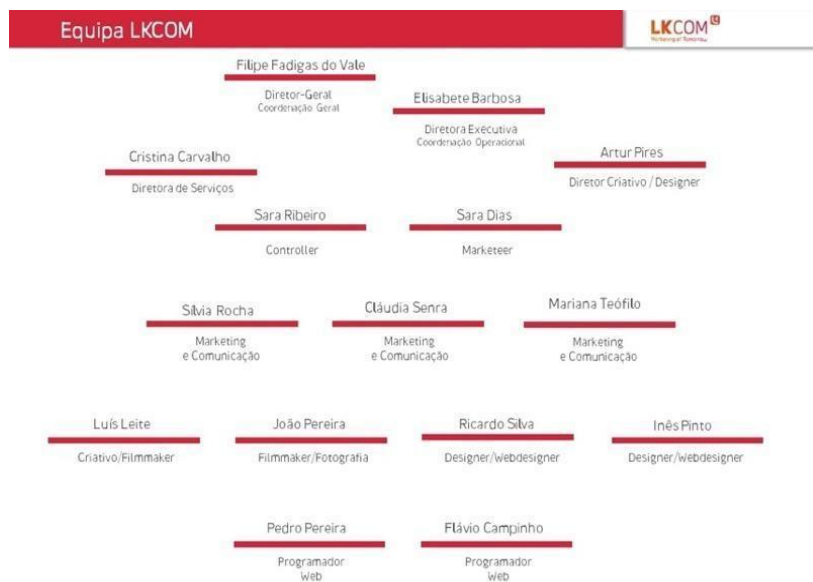 Equipa LKCOM
LKCOM
Marketing of Tomorrow
Filipe Fadigas do Vale
Diretor-Geral
Coordenação Geral
Elisabete Barbosa
Diretora Executiva
Coordenação Operacional
Cristina Carvalho
Diretora de Serviços
Artur Pires
Diretor Criativo / Designer
Sara Ribeiro
Controller
Sara Dias
Marketeer
Sílvia Rocha
Marketing
e Comunicação
Cláudia Senra
Marketing
e Comunicação
Mariana Teófilo
Marketing
e Comunicação
Luís Leite
Criativo/Filmmaker
João Pereira
Filmmaker/Fotografia
Ricardo Silva
Designer/Webdesigner
Inês Pinto
Designer/Webdesigner
Pedro Pereira
Programador
Web
Flávio Campinho
Programador
Web